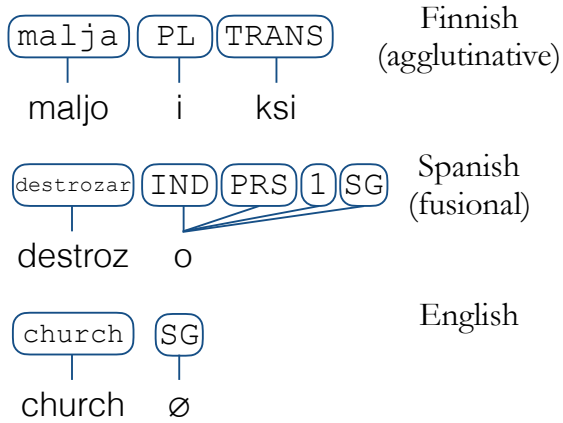 malja PL TRANS Finnish
(agglutinative)
maljo i ksi
destrozar IND PRS 1 SG Spanish
(fusional)
destroz o
church SG English
church ∅